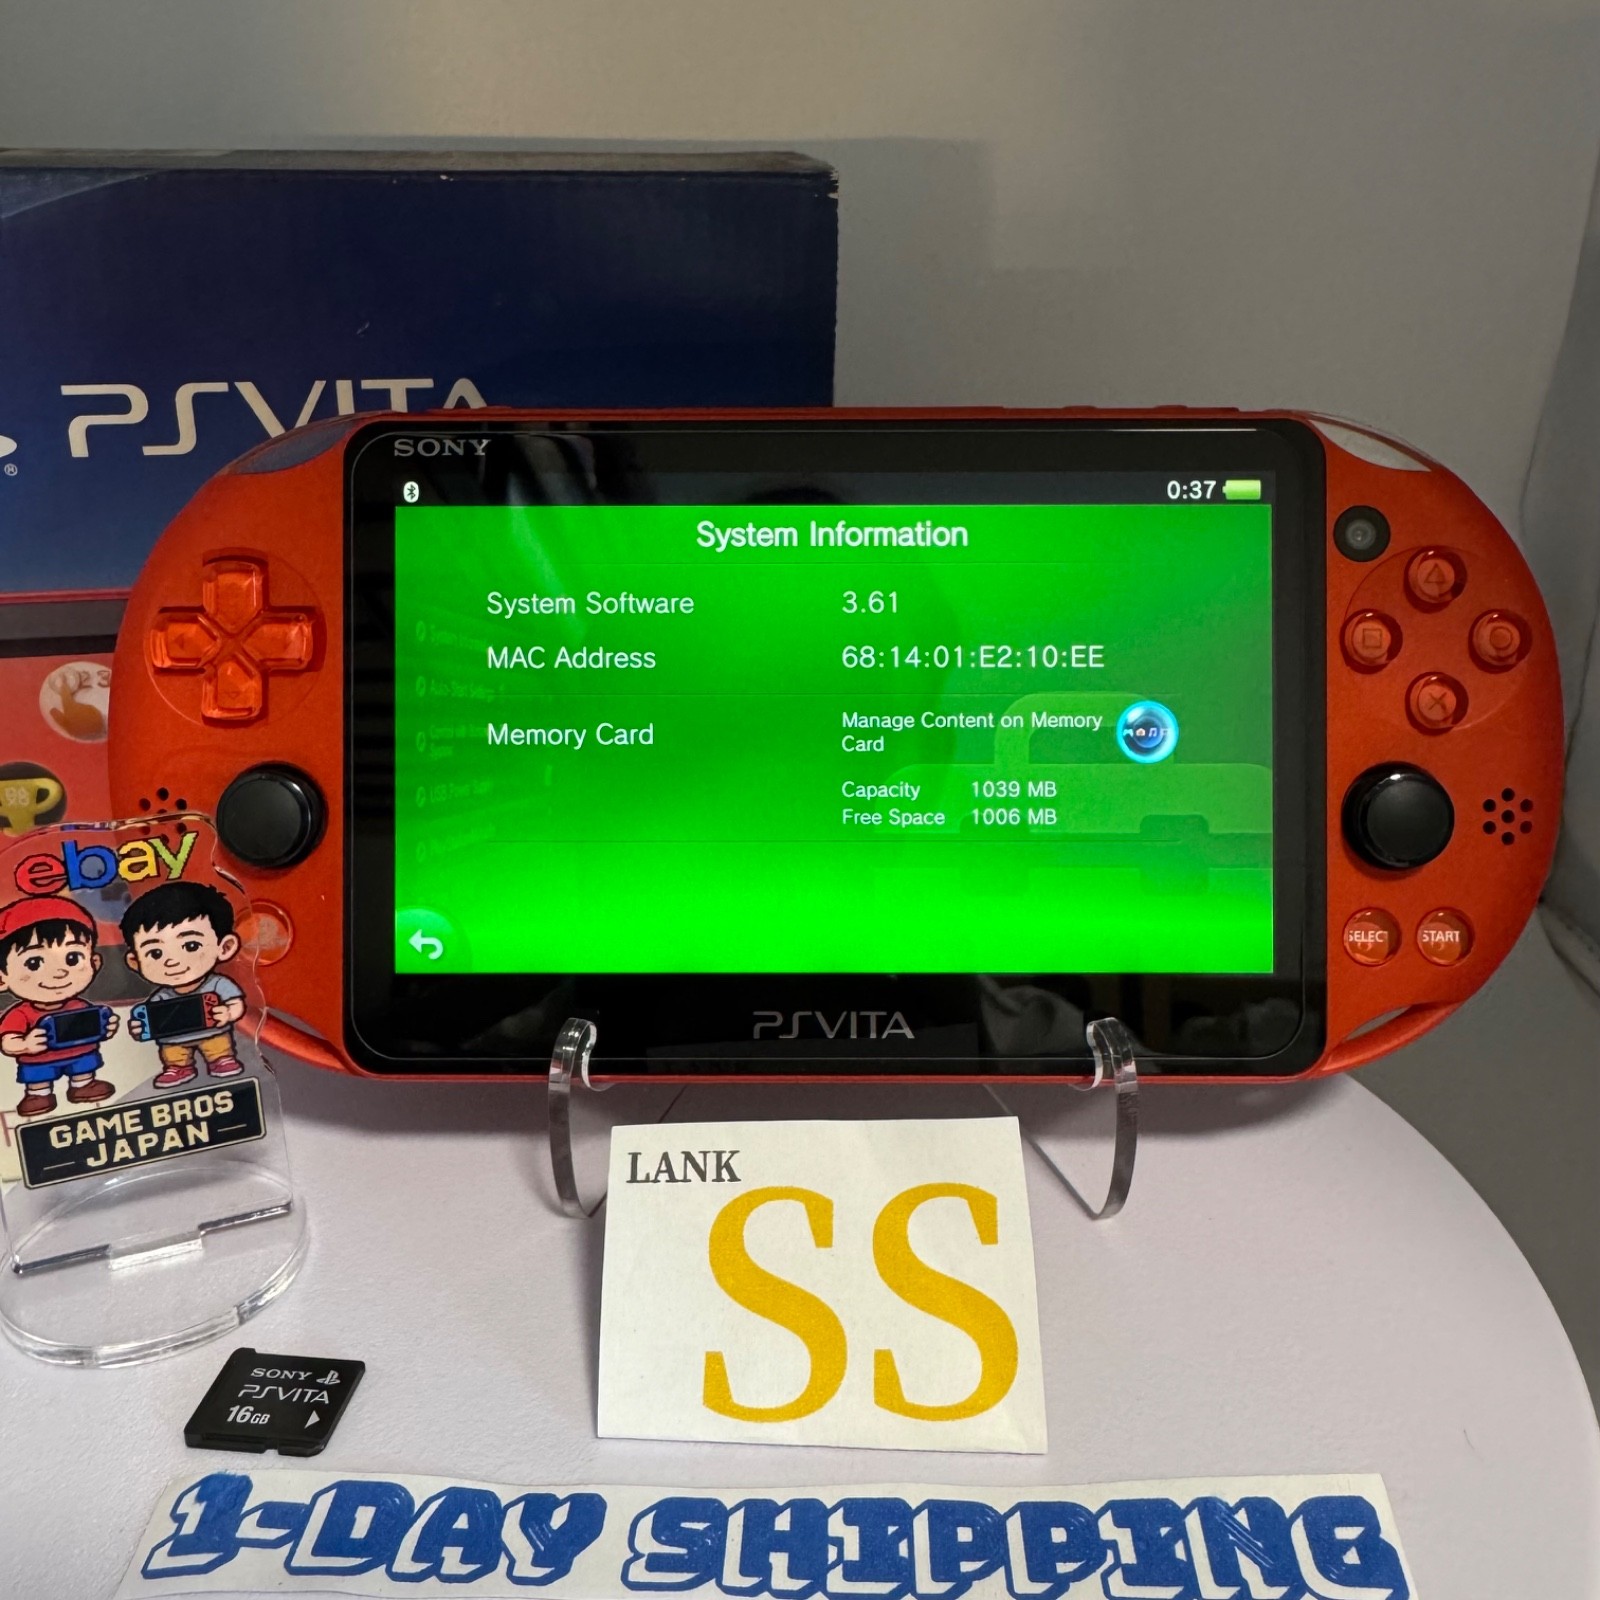 PSVITA
®
SONY
0:37
System Information
System Software 3.61
MAC Address 68:14:01:E2:10:EE
Memory Card Manage Content on Memory
Card
Capacity 1039 MB
Free Space 1006 MB
SELECT START
PSVITA
ebay
GAME BROS
JAPAN
LANK
SS
SONY
PSVITA
16GB
1-DAY SHIPPING